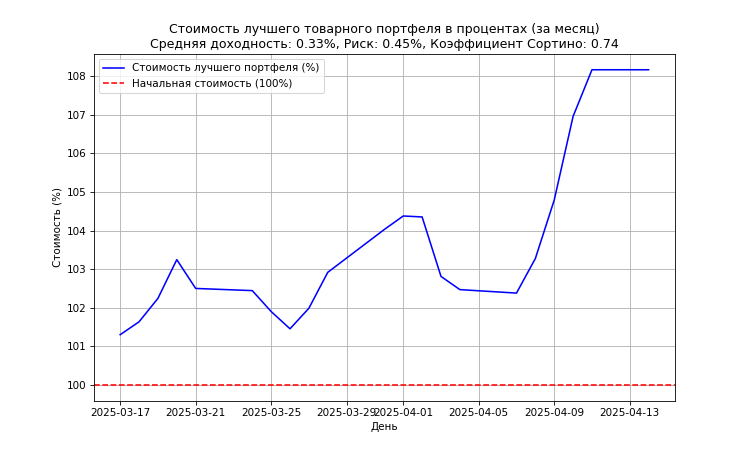 Стоимость лучшего товарного портфеля в процентах (за месяц)
Средняя доходность: 0.33%, Риск: 0.45%, Коэффициент Сортино: 0.74
Стоимость лучшего портфеля (%)
Начальная стоимость (100%)
Стоимость (%)
108
107
106
105
104
103
102
101
100
2025-03-17 2025-03-21 2025-03-25 2025-03-29 2025-04-01 2025-04-05 2025-04-09 2025-04-13
День